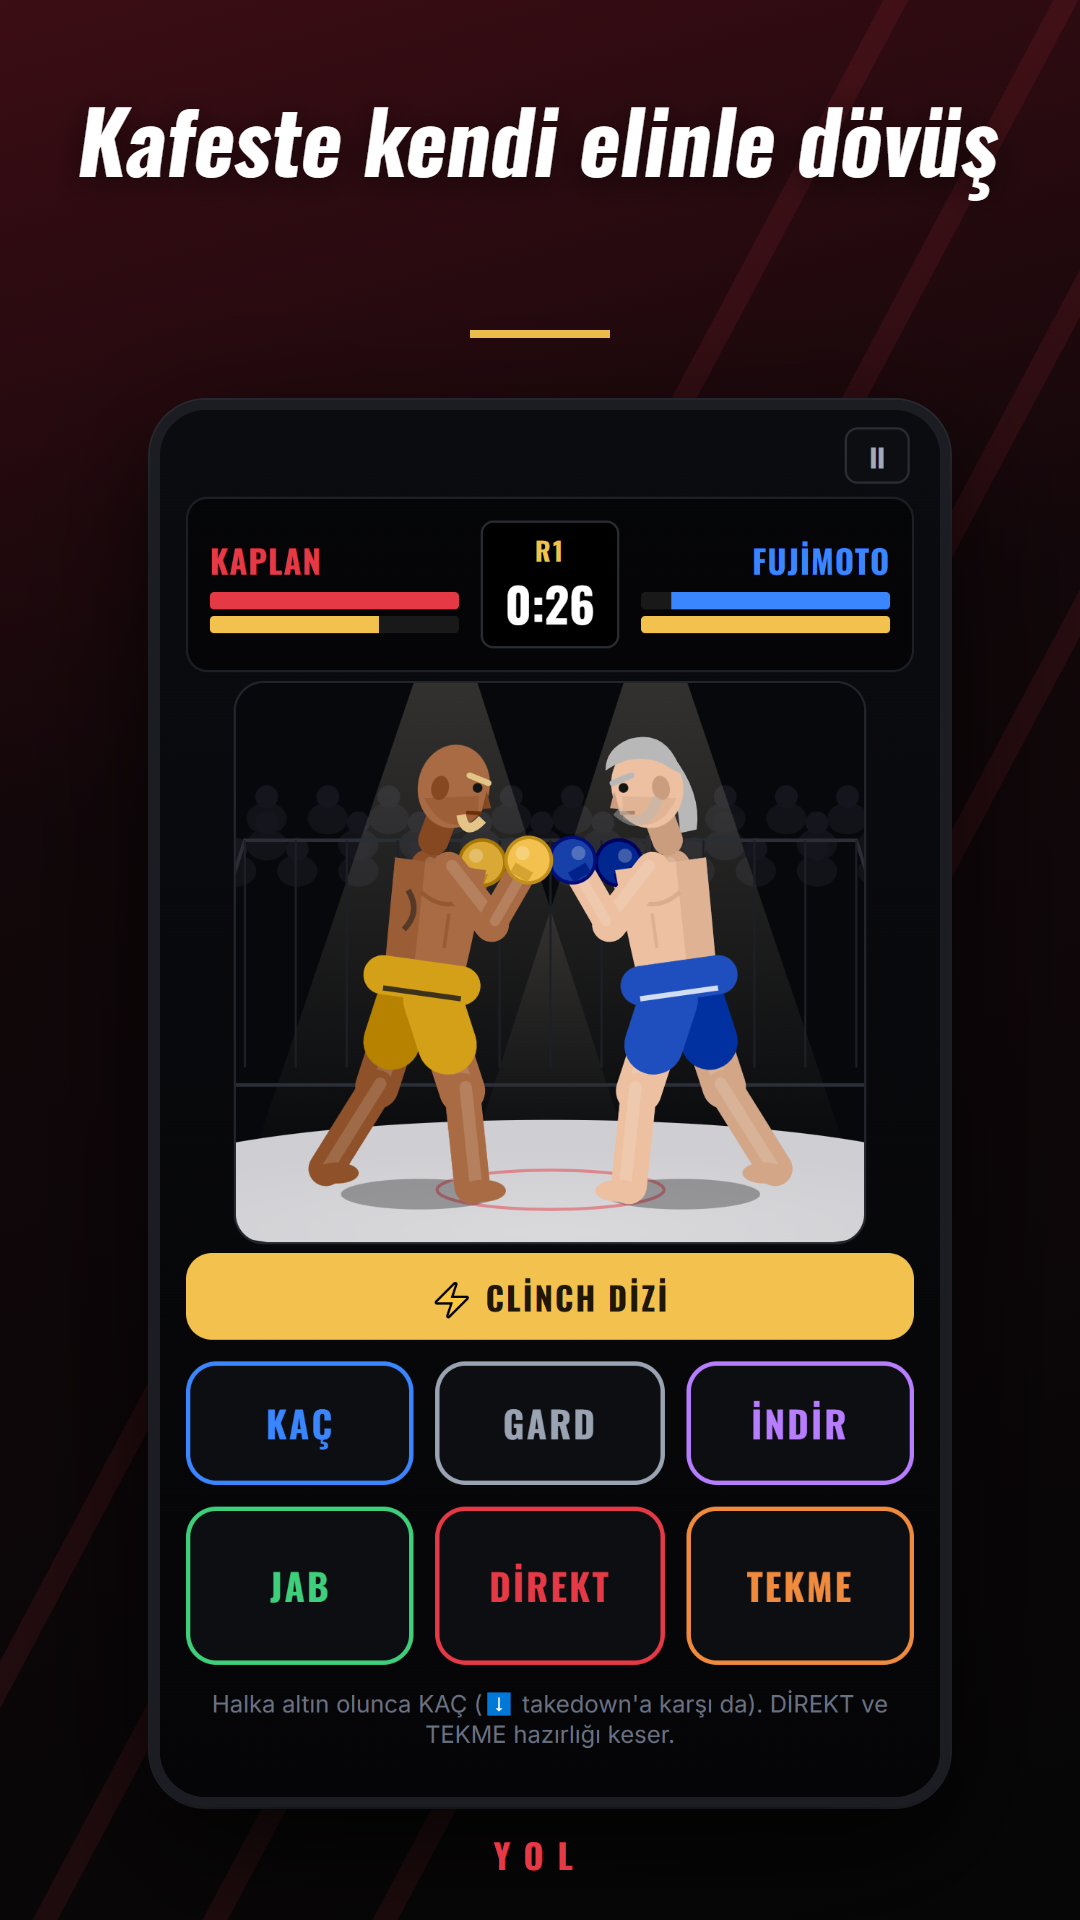 Kafeste kendi elinle dövüş
KAPLAN
R1
0:26
FUJİMOTO
CLİNCH DİZİ
KAÇ
GARD
İNDİR
JAB
DİREKT
TEKME
Halka altın olunca KAÇ (⬇️ takedown'a karşı da). DİREKT ve
TEKME hazırlığı keser.
YOL